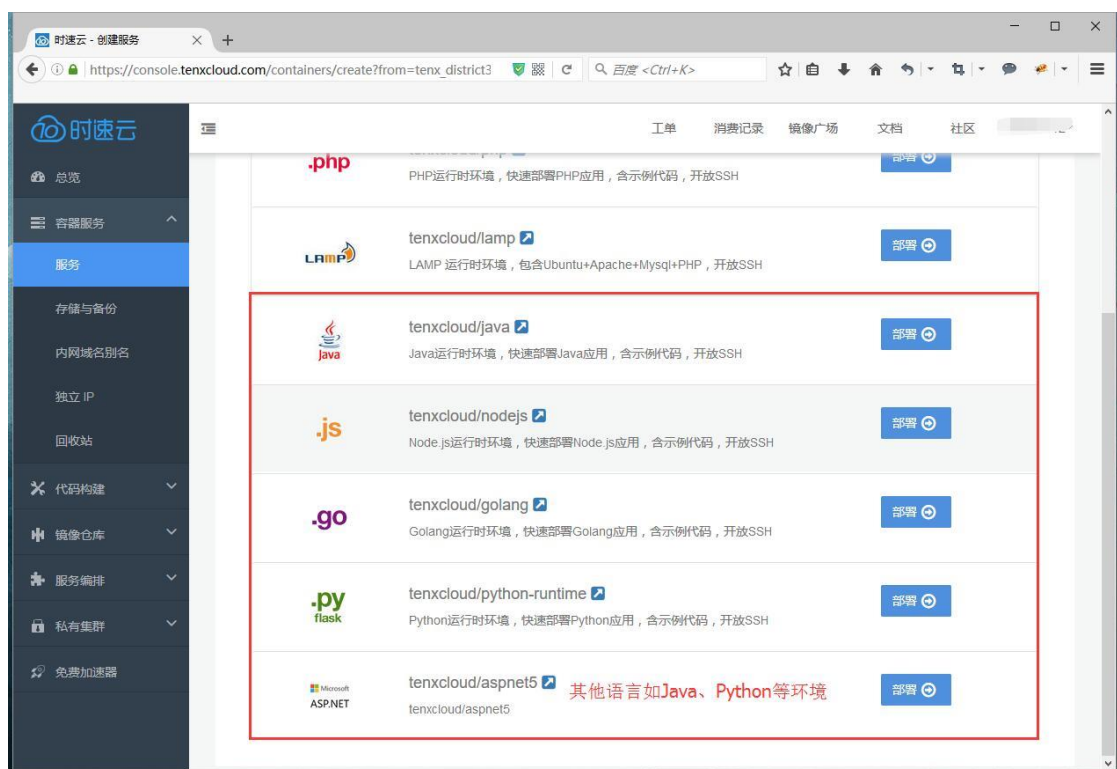 时速云 - 创建服务
https://console.tenxcloud.com/containers/create?from=tenx_district3
百度 <Ctrl+K>
时速云
工单 消费记录 镜像广场 文档 社区
总览
容器服务
服务
存储与备份
内网域名别名
独立 IP
回收站
代码构建
镜像仓库
服务编排
私有集群
免费加速器
.php
PHP运行时环境，快速部署PHP应用，含示例代码，开放SSH
部署
LAMP
tenxcloud/lamp
LAMP 运行时环境，包含Ubuntu+Apache+Mysql+PHP，开放SSH
部署
Java
tenxcloud/java
Java运行时环墙，快速部署Java应用，含示例代码，开放SSH
部署
.js
tenxcloud/nodejs
Node.js运行时环境，快速部署Node.js应用，含示例代码，开放SSH
部署
.go
tenxcloud/golang
Golang运行时环境，快速部署Golang应用，含示例代码，开放SSH
部署
.py
flask
tenxcloud/python-runtime
Python运行时环境，快速部署Python应用，含示例代码，开放SSH
部署
Microsoft
ASP.NET
tenxcloud/aspnet5
其他语言如Java、Python等环境
tenxcloud/aspnet5
部署